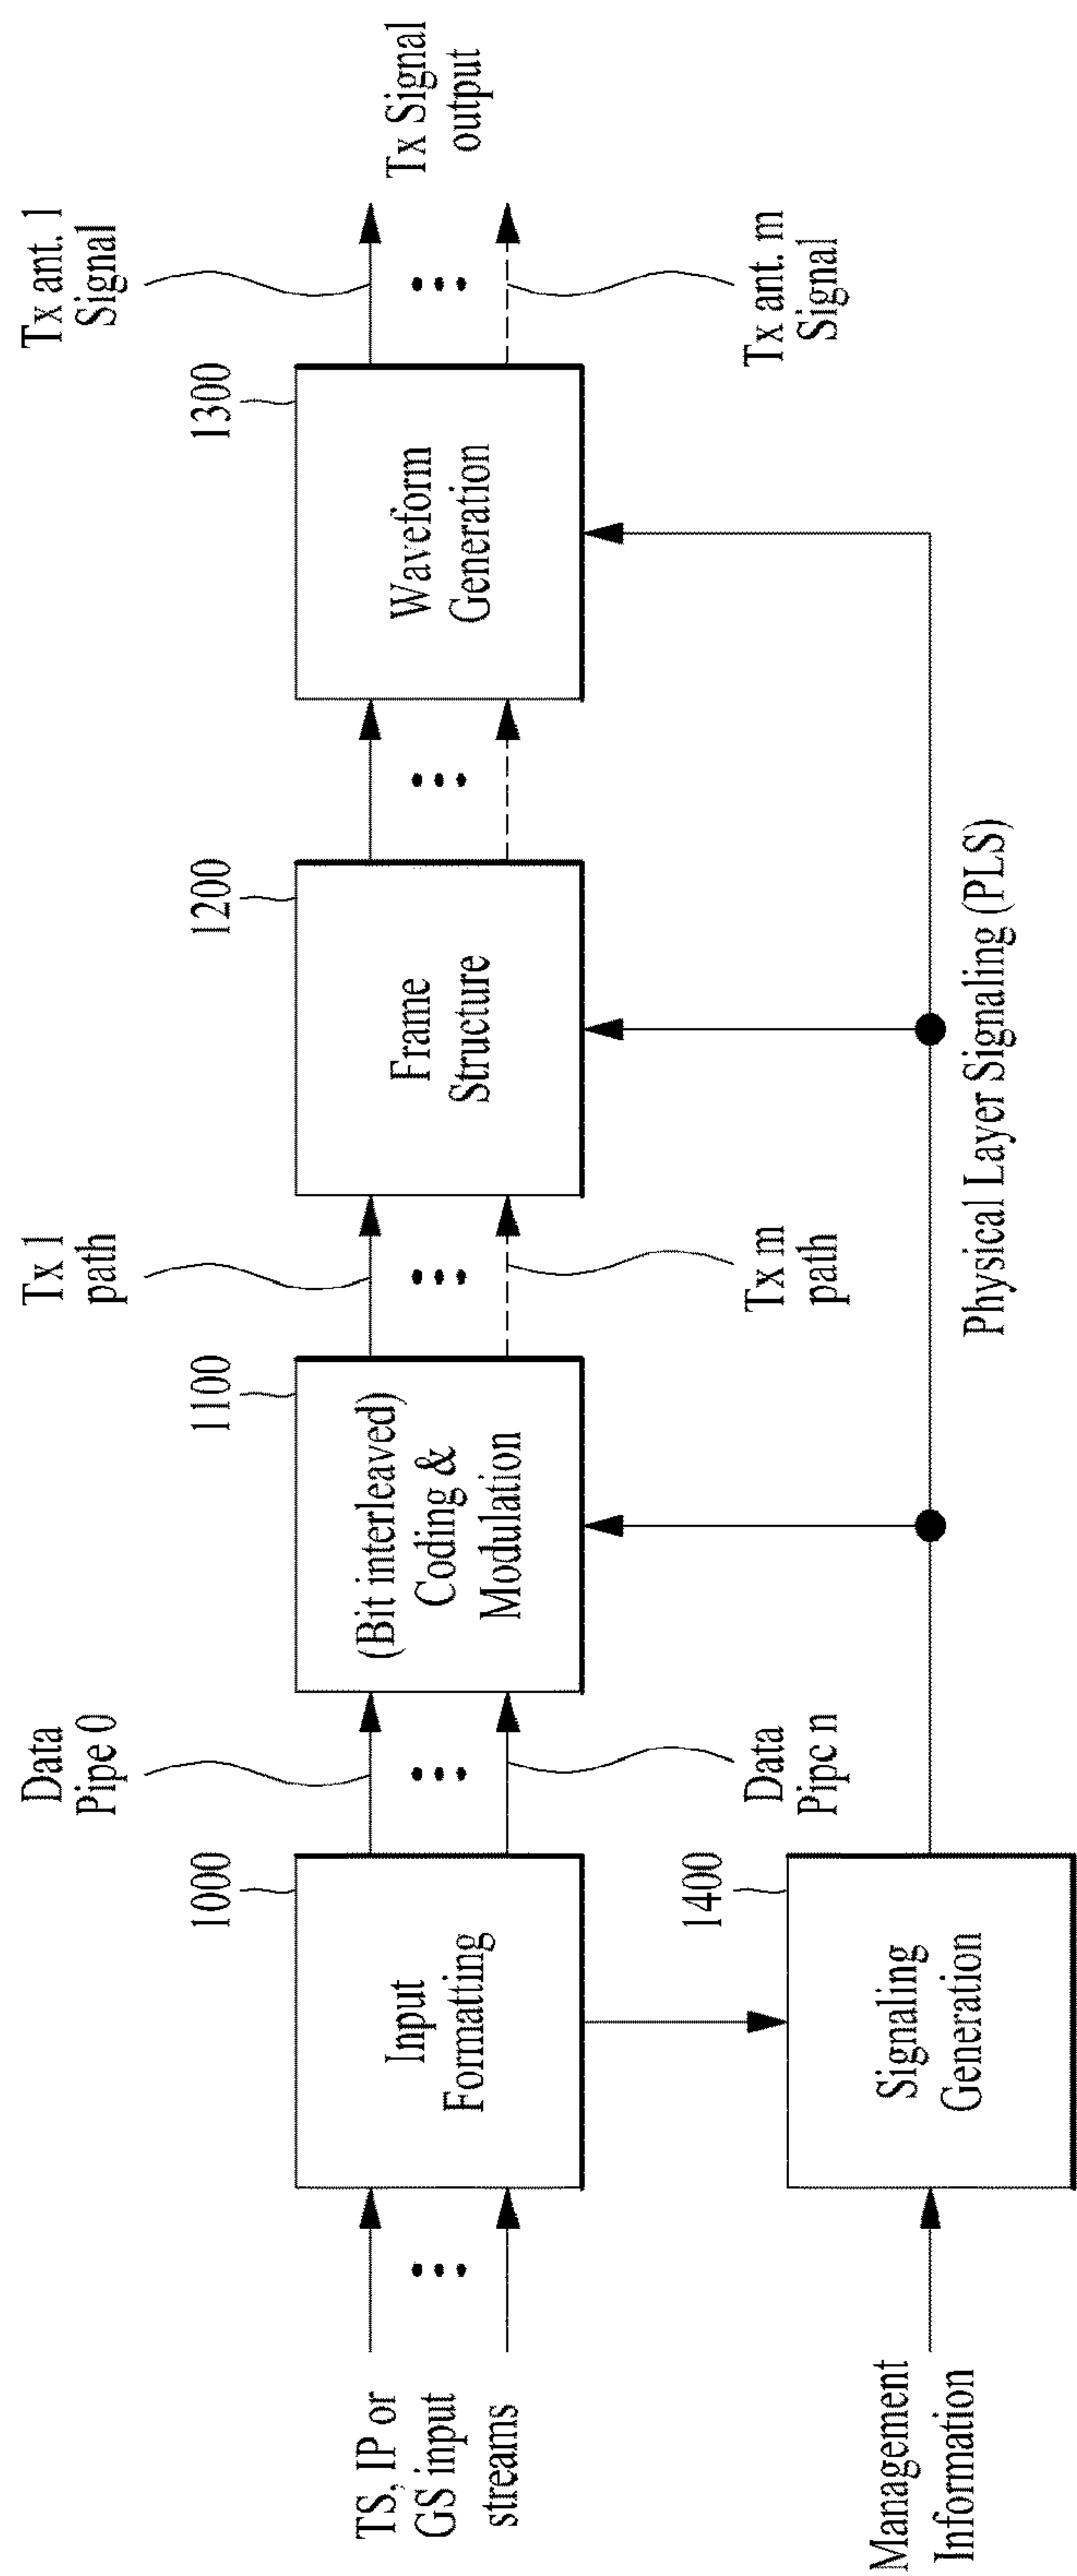 TS, IP or
GS input
streams
1000
Input
Formatting
Data
Pipe 0
Data
Pipc n
1100
(Bit interleaved)
Coding &
Modulation
Tx 1
path
Tx m
path
1200
Frame
Structure
1300
Waveform
Generation
Tx ant. 1
Signal
Tx Signal
output
Tx ant. m
Signal
Management
Information
1400
Signaling
Generation
Physical Layer Signaling (PLS)